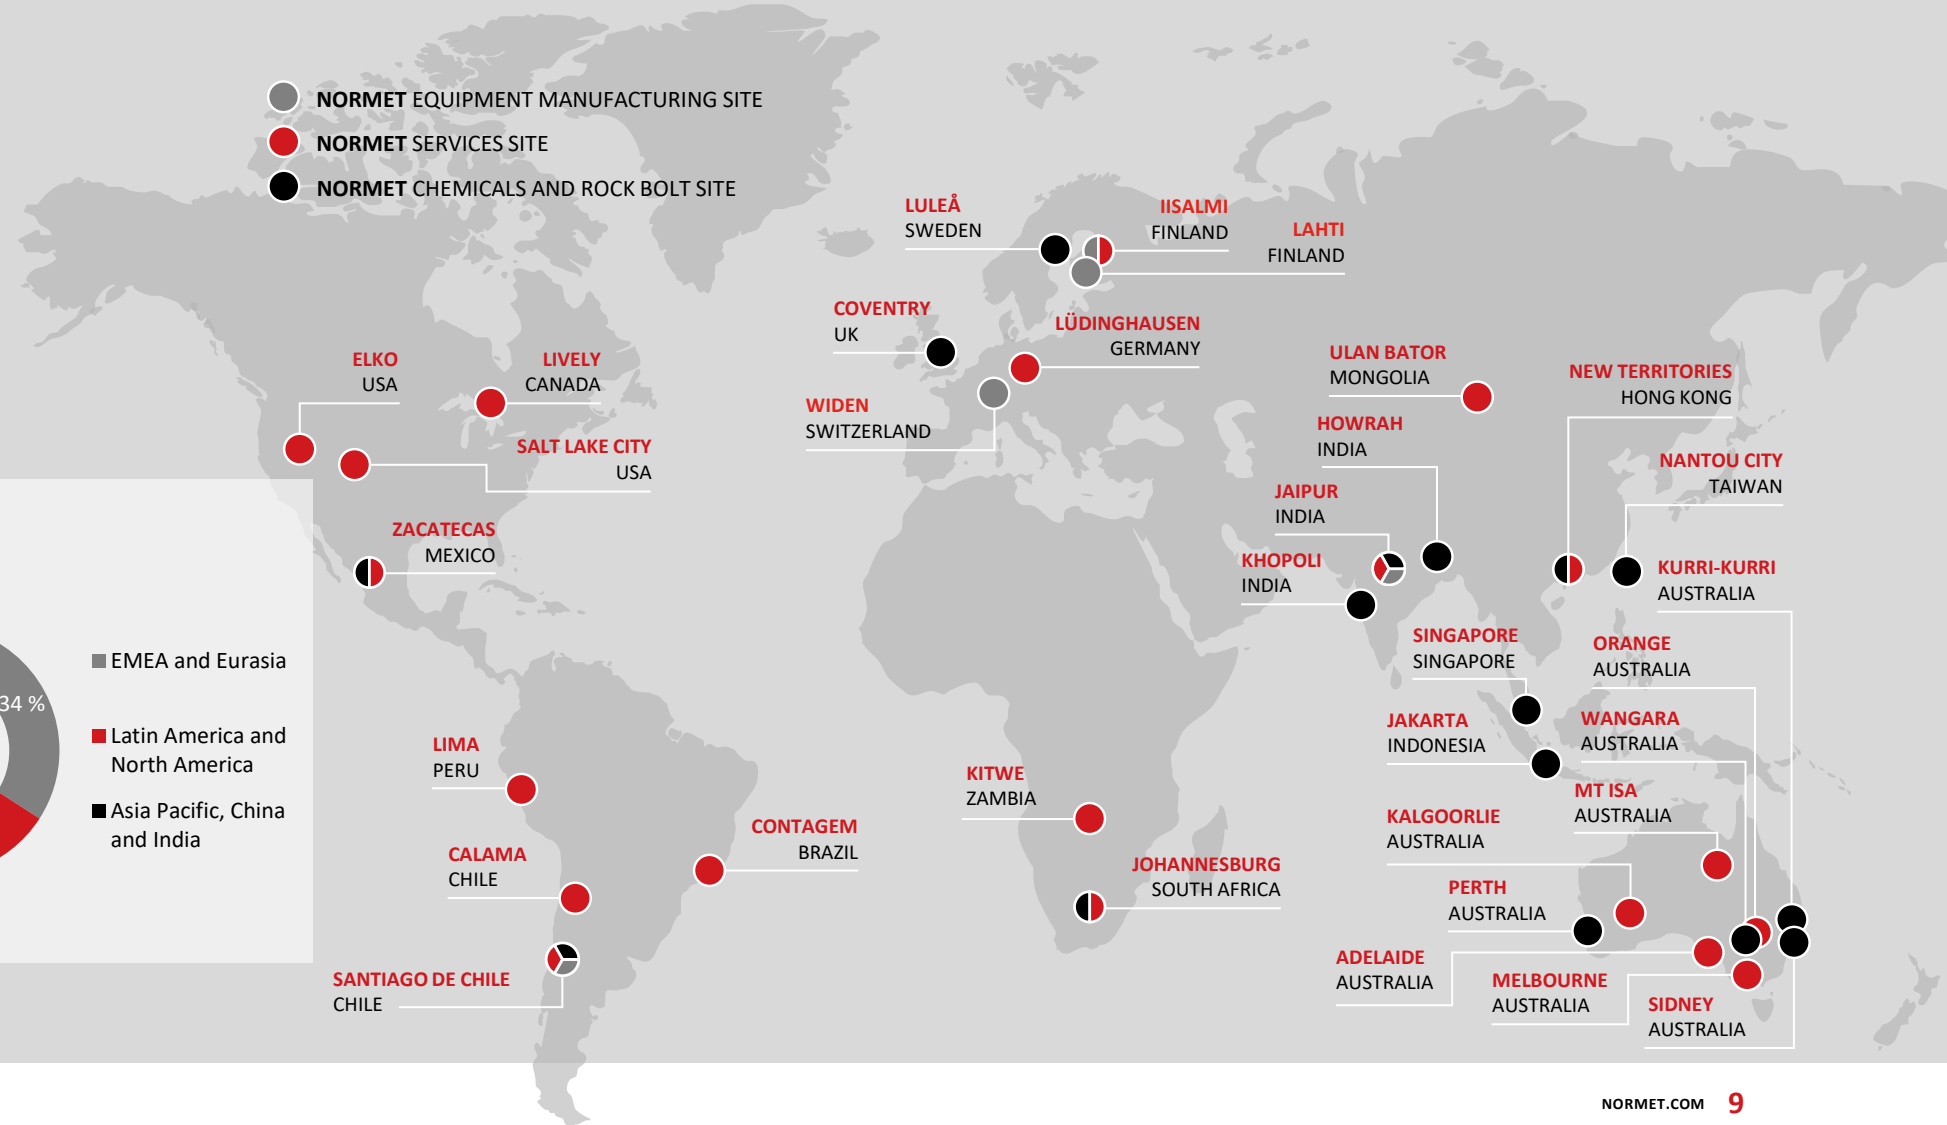 NORMET EQUIPMENT MANUFACTURING SITE
NORMET SERVICES SITE
NORMET CHEMICALS AND ROCK BOLT SITE
LULEÅ
SWEDEN
IISALMI
FINLAND
LAHTI
FINLAND
COVENTRY
UK
LÜDINGHAUSEN
GERMANY
WIDEN
SWITZERLAND
ELKO
USA
LIVELY
CANADA
SALT LAKE CITY
USA
ZACATECAS
MEXICO
ULAN BATOR
MONGOLIA
NEW TERRITORIES
HONG KONG
HOWRAH
INDIA
NANTOU CITY
TAIWAN
JAIPUR
INDIA
KHOPOLI
INDIA
KURRI-KURRI
AUSTRALIA
SINGAPORE
SINGAPORE
ORANGE
AUSTRALIA
JAKARTA
INDONESIA
WANGARA
AUSTRALIA
MT ISA
AUSTRALIA
KALGOORLIE
AUSTRALIA
PERTH
AUSTRALIA
ADELAIDE
AUSTRALIA
MELBOURNE
AUSTRALIA
SIDNEY
AUSTRALIA
34 %
EMEA and Eurasia
Latin America and
North America
Asia Pacific, China
and India
LIMA
PERU
CALAMA
CHILE
CONTAGEM
BRAZIL
SANTIAGO DE CHILE
CHILE
KITWE
ZAMBIA
JOHANNESBURG
SOUTH AFRICA
NORMET.COM 9